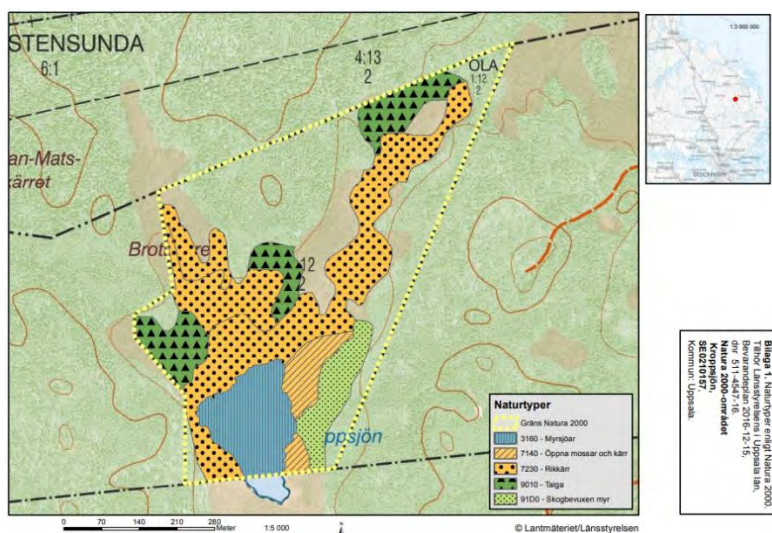 STENSUNDA
6:1
4:13
2
OLA
1:12
2
an-Mats-
kärret
Brot
re
12
2
ppsjön
Naturtyper
Gräns Natura 2000
3160 - Myrsjöar
7140 - Öppna mossar och kärr
7230 - Rikkärr
9010 - Taiga
91D0 - Skogbevuxen myr
0 70 140 210 280
Meter
1:5 000
N
© Lantmäteriet/Länsstyrelsen
1:3 000 000
Stockholm
Bilaga 1. Naturtyper enligt Natura 2000.
Tillhör Länsstyrelsens i Uppsala län,
Bevarandeplan 2016-12-15,
dnr 511-4547-16.
Natura 2000-området
Kroppsjön,
SE0210157,
Kommun: Uppsala.